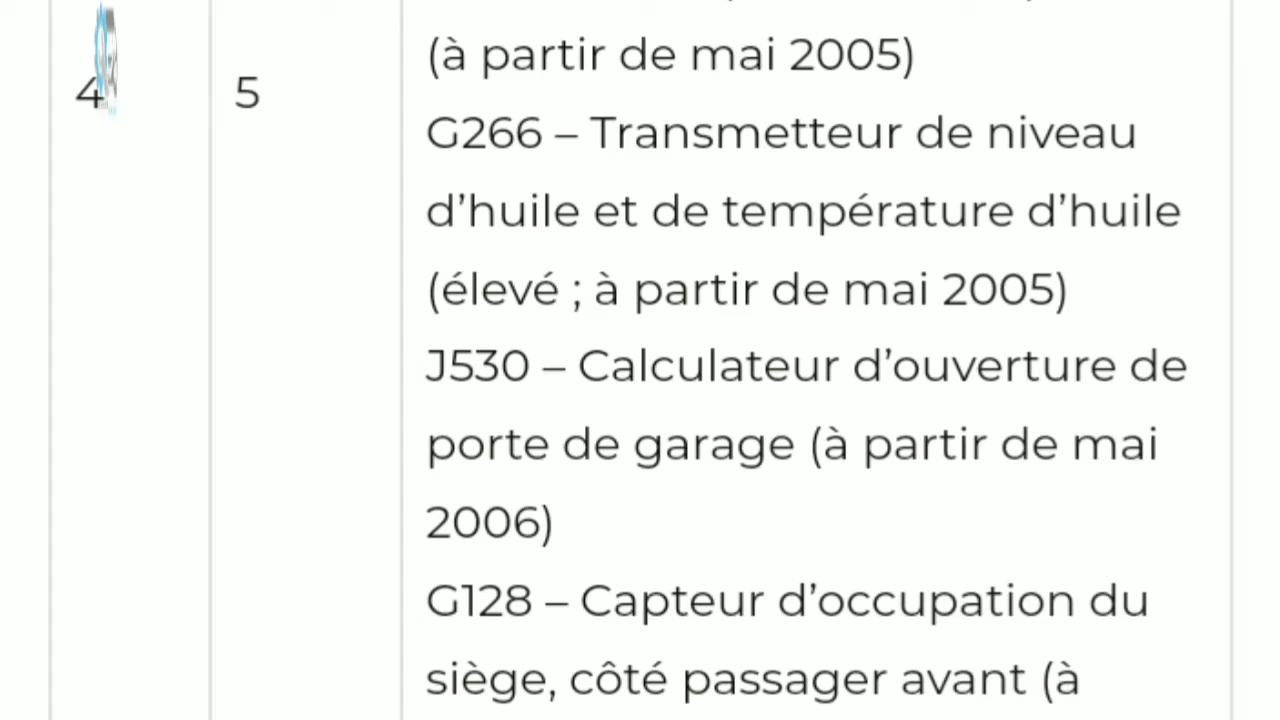 (à partir de mai 2005)
4
5
G266 – Transmetteur de niveau
d’huile et de température d’huile
(élevé ; à partir de mai 2005)
J530 – Calculateur d’ouverture de
porte de garage (à partir de mai
2006)
G128 – Capteur d’occupation du
siège, côté passager avant (à